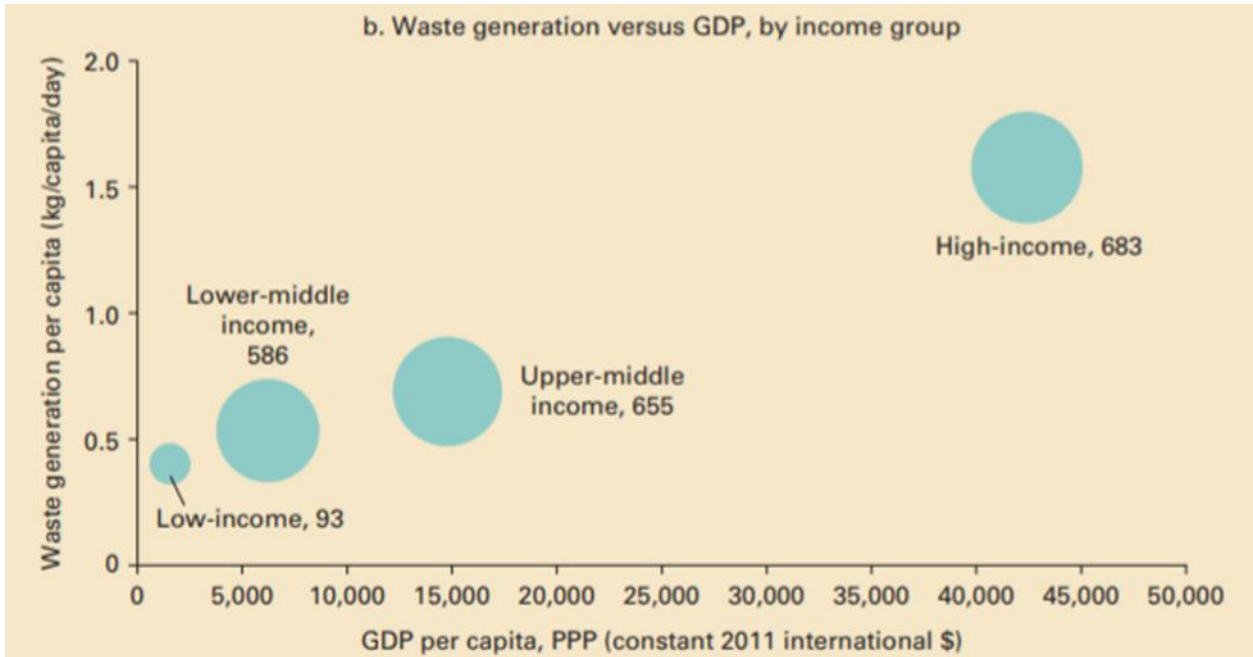 b. Waste generation versus GDP, by income group
Waste generation per capita (kg/capita/day)
2.0
1.5
1.0
0.5
0
Lower-middle
income,
586
Low-income, 93
Upper-middle
income, 655
High-income, 683
0 5,000 10,000 15,000 20,000 25,000 30,000 35,000 40,000 45,000 50,000
GDP per capita, PPP (constant 2011 international $)